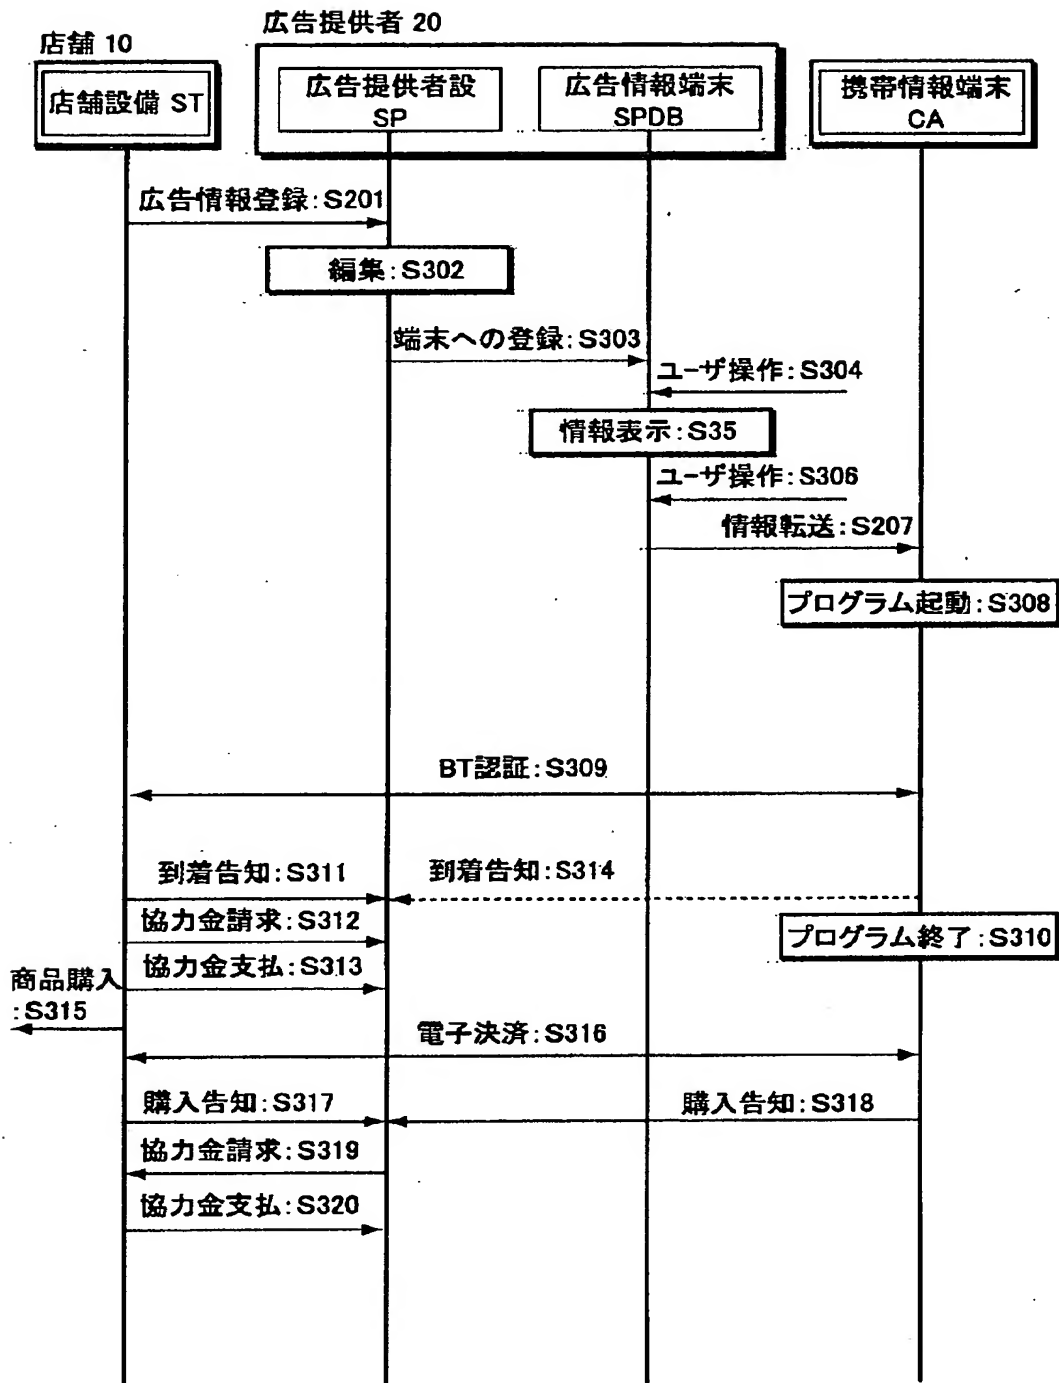 店舗 10
広告提供者 20
店舗設備 ST
広告提供者設
SP
広告情報端末
SPDB
携帯情報端末
CA
広告情報登録:S201
編集:S302
端末への登録:S303
ユーザ操作:S304
情報表示:S35
ユーザ操作:S306
情報転送:S207
プログラム起動:S308
BT認証:S309
到着告知:S311
到着告知:S314
協力金請求:S312
プログラム終了:S310
協力金支払:S313
商品購入
:S315
電子決済:S316
購入告知:S317
購入告知:S318
協力金請求:S319
協力金支払:S320